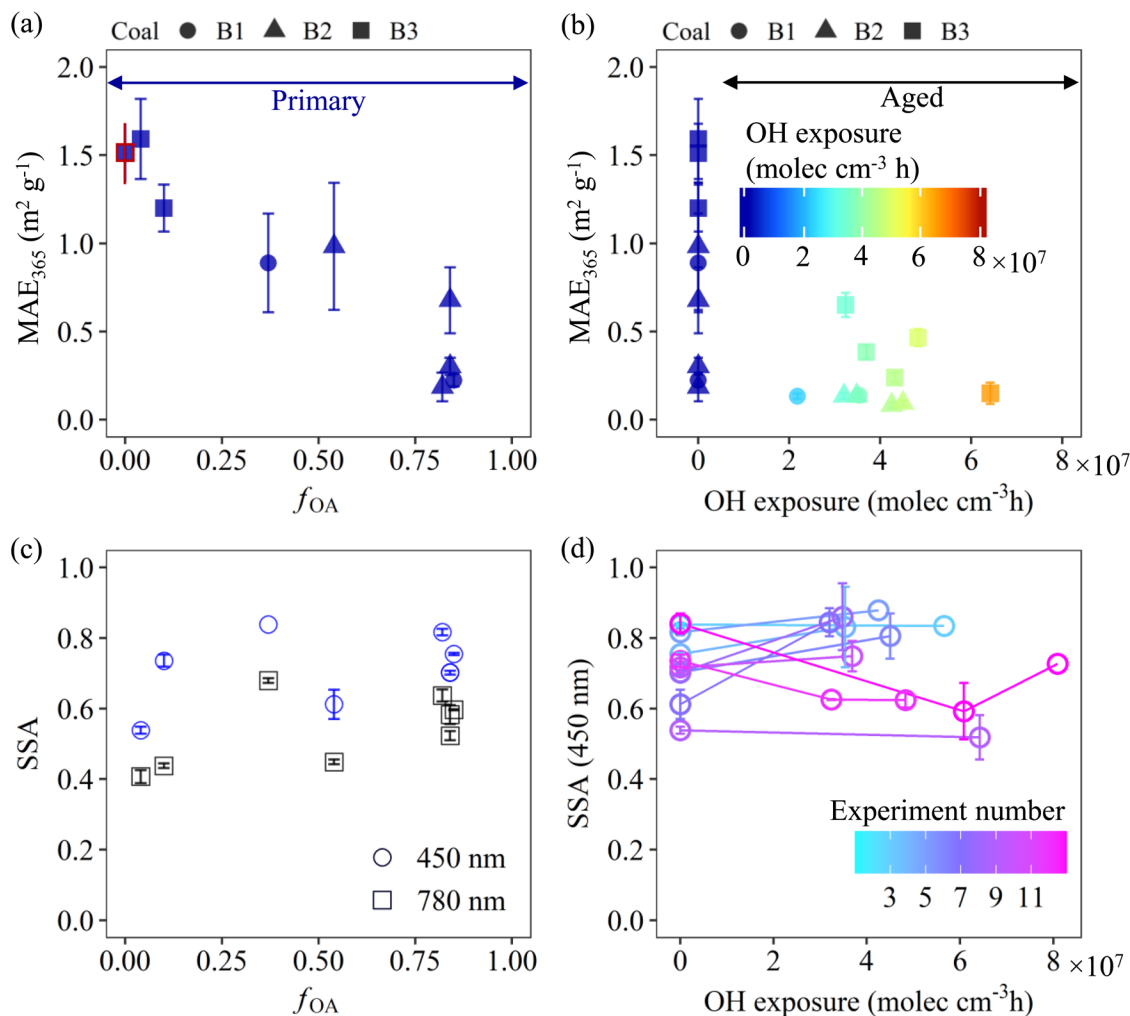 (a)
Coal ● B1 ▲ B2 ■ B3
2.0
1.5
1.0
0.5
0.0
MAE₃₆₅ (m² g⁻¹)
Primary
0.00 0.25 0.50 0.75 1.00
fOA
(b)
Coal ● B1 ▲ B2 ■ B3
2.0
1.5
1.0
0.5
0.0
MAE₃₆₅ (m² g⁻¹)
Aged
OH exposure
(molec cm⁻³ h)
0 2 4 6 8 ×10⁷
0 2 4 6 8 ×10⁷
OH exposure (molec cm⁻³h)
(c)
1.0
0.8
0.6
0.4
0.2
0.0
SSA
450 nm
780 nm
0.00 0.25 0.50 0.75 1.00
fOA
(d)
1.0
0.8
0.6
0.4
0.2
0.0
SSA (450 nm)
Experiment number
3 5 7 9 11
0 2 4 6 8 ×10⁷
OH exposure (molec cm⁻³h)